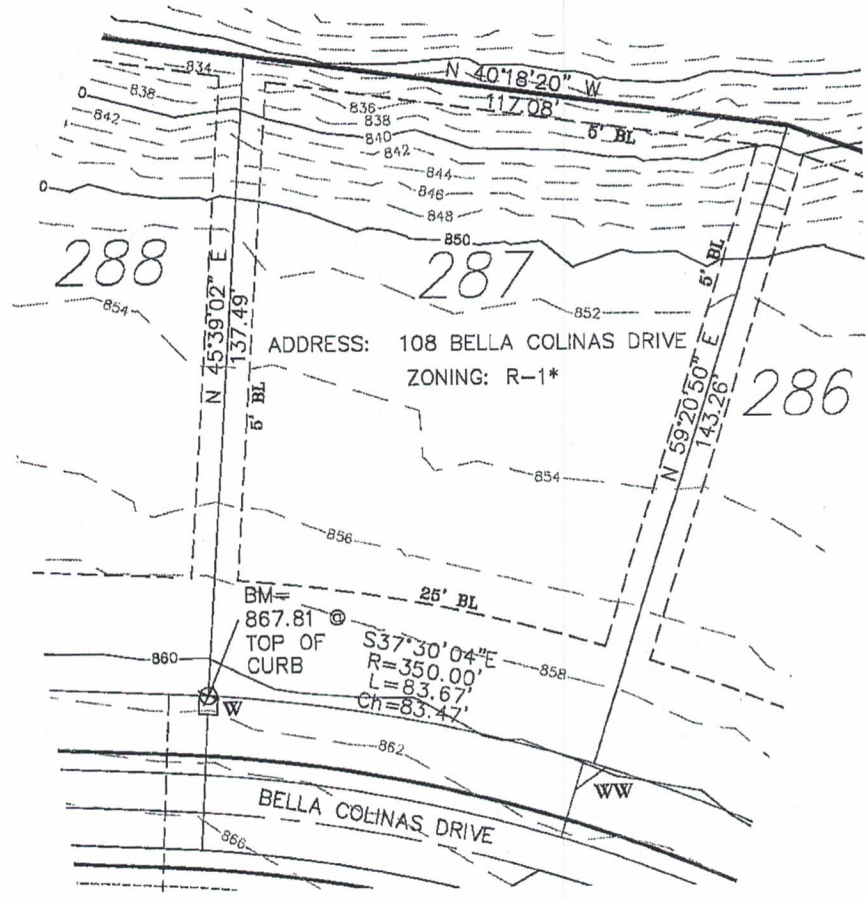 834
N 40°18'20" W
117.08'
838
836
838
842
840
5' BL
842
844
846
848
850
0
0
288
287
5' BL
854
852
N 45°39'02" E
137.49'
ADDRESS: 108 BELLA COLINAS DRIVE
ZONING: R-1*
N 59°20'50" E
143.26'
286
5' BL
854
856
25' BL
BM=
867.81 @
TOP OF
CURB
S37°30'04"E
R=350.00'
L=83.67'
Ch=83.47'
860
858
W
862
WW
BELLA COLINAS DRIVE
866